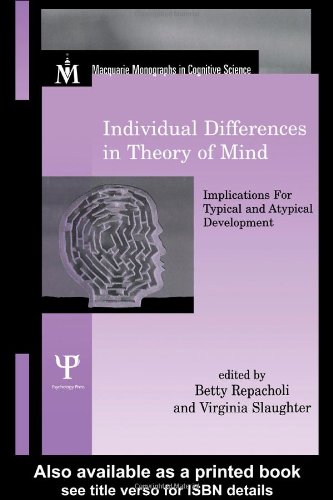 M
Macquarie Monographs in Cognitive Science
Individual Differences
in Theory of Mind
Implications For
Typical and Atypical
Development
Ψ
Psychology Press
edited by
Betty Repacholi
and Virginia Slaughter
Also available as a printed book
see title verso for ISBN details